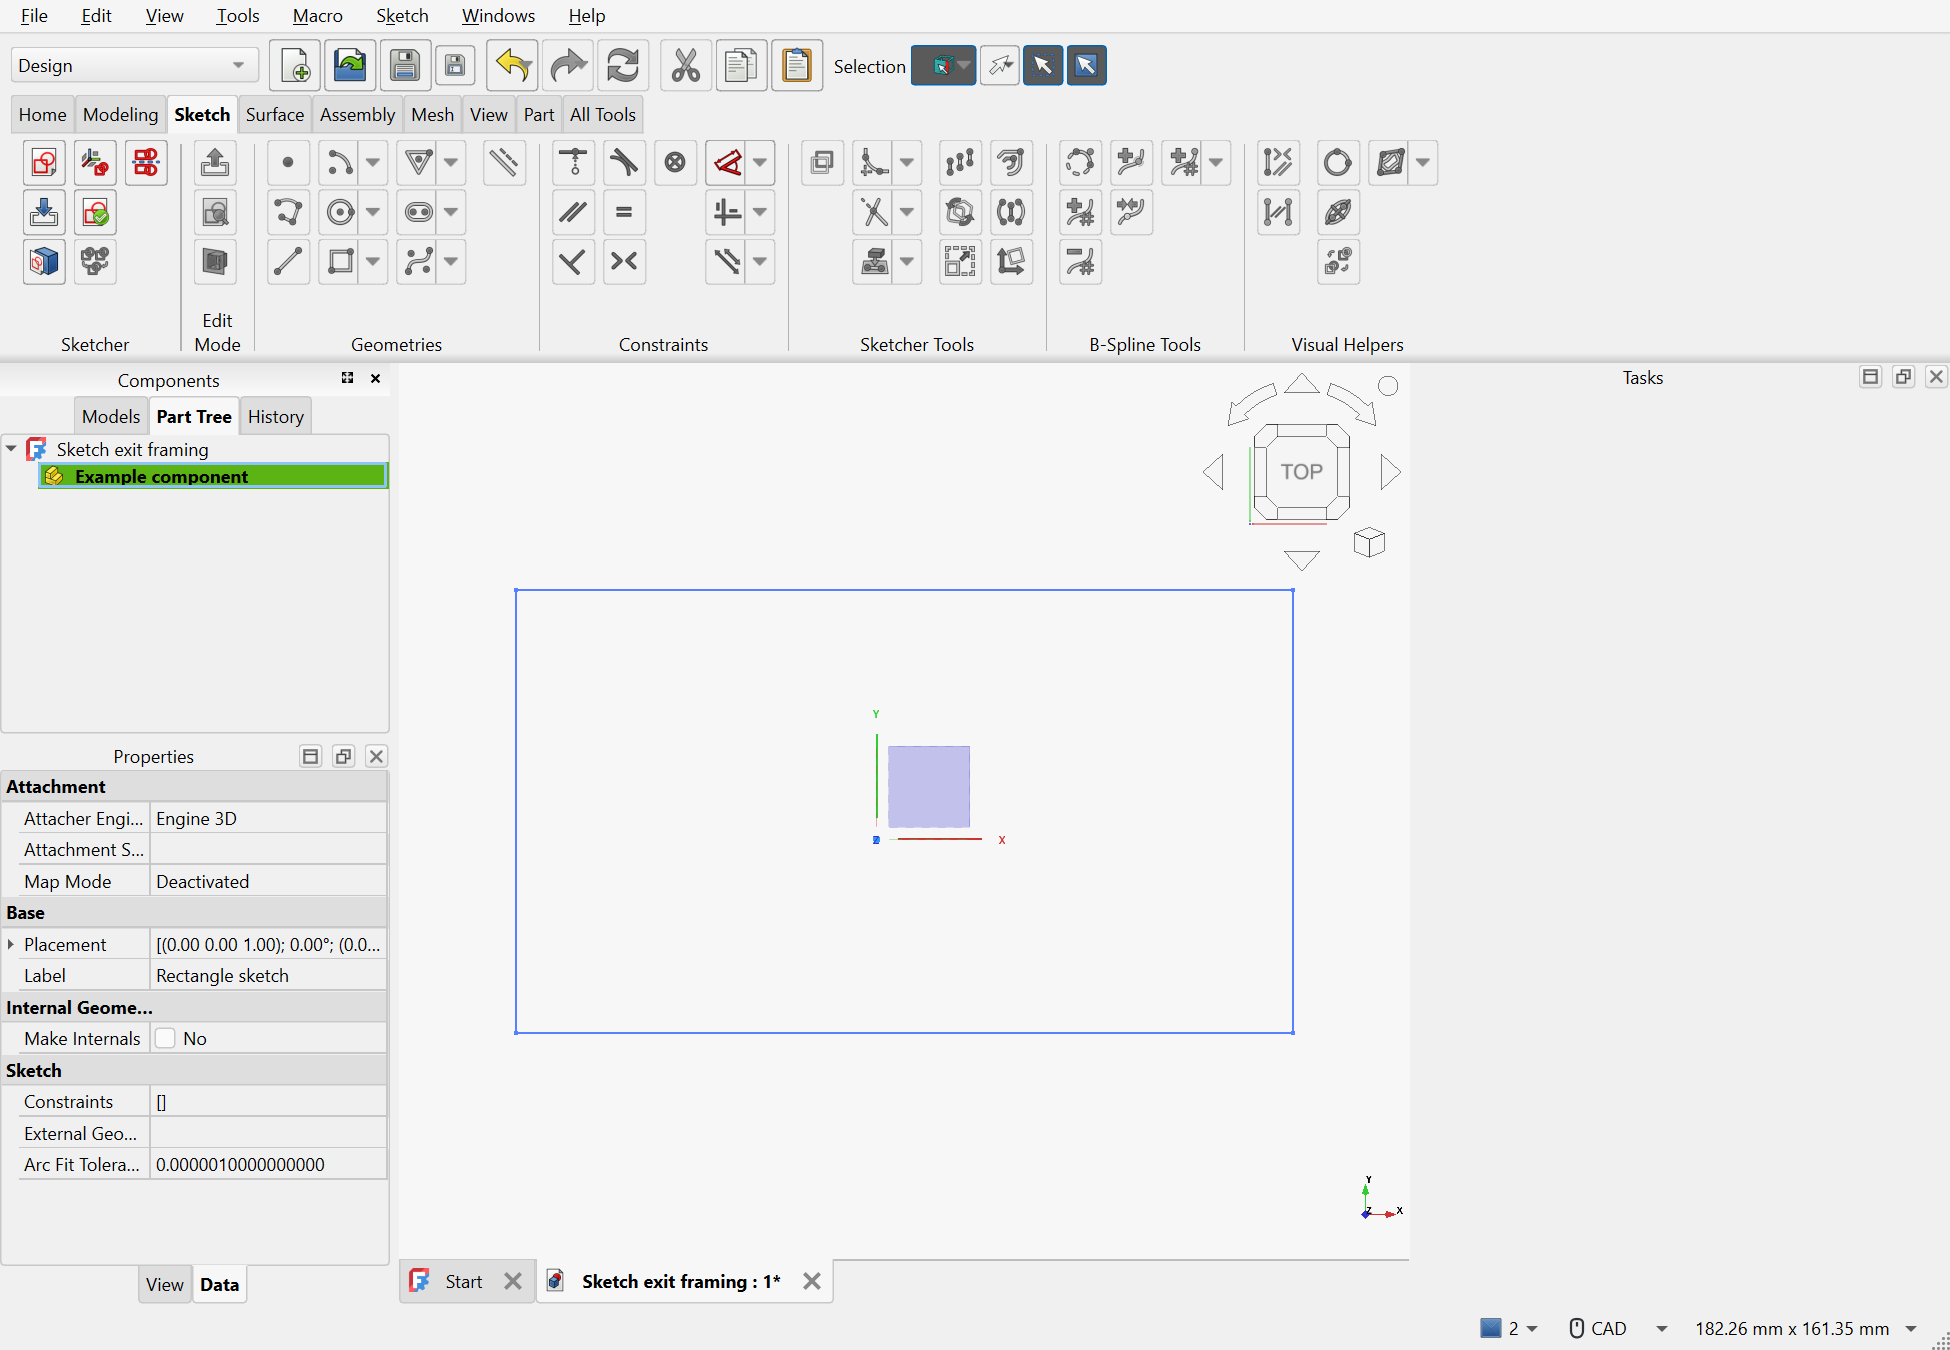 File Edit View Tools Macro Sketch Windows Help
Design Selection
Home Modeling Sketch Surface Assembly Mesh View Part All Tools
Sketcher Edit Mode Geometries Constraints Sketcher Tools B-Spline Tools Visual Helpers
Components
Tasks
Models Part Tree History
Sketch exit framing
Example component
TOP
Y
X
Properties
Attachment
Attacher Engi... Engine 3D
Attachment S...
Map Mode Deactivated
Base
Placement [(0.00 0.00 1.00); 0.00°; (0.0...
Label Rectangle sketch
Internal Geome...
Make Internals No
Sketch
Constraints []
External Geo...
Arc Fit Tolera... 0.0000010000000000
Y
Z X
View Data
Start Sketch exit framing : 1*
2 CAD 182.26 mm x 161.35 mm